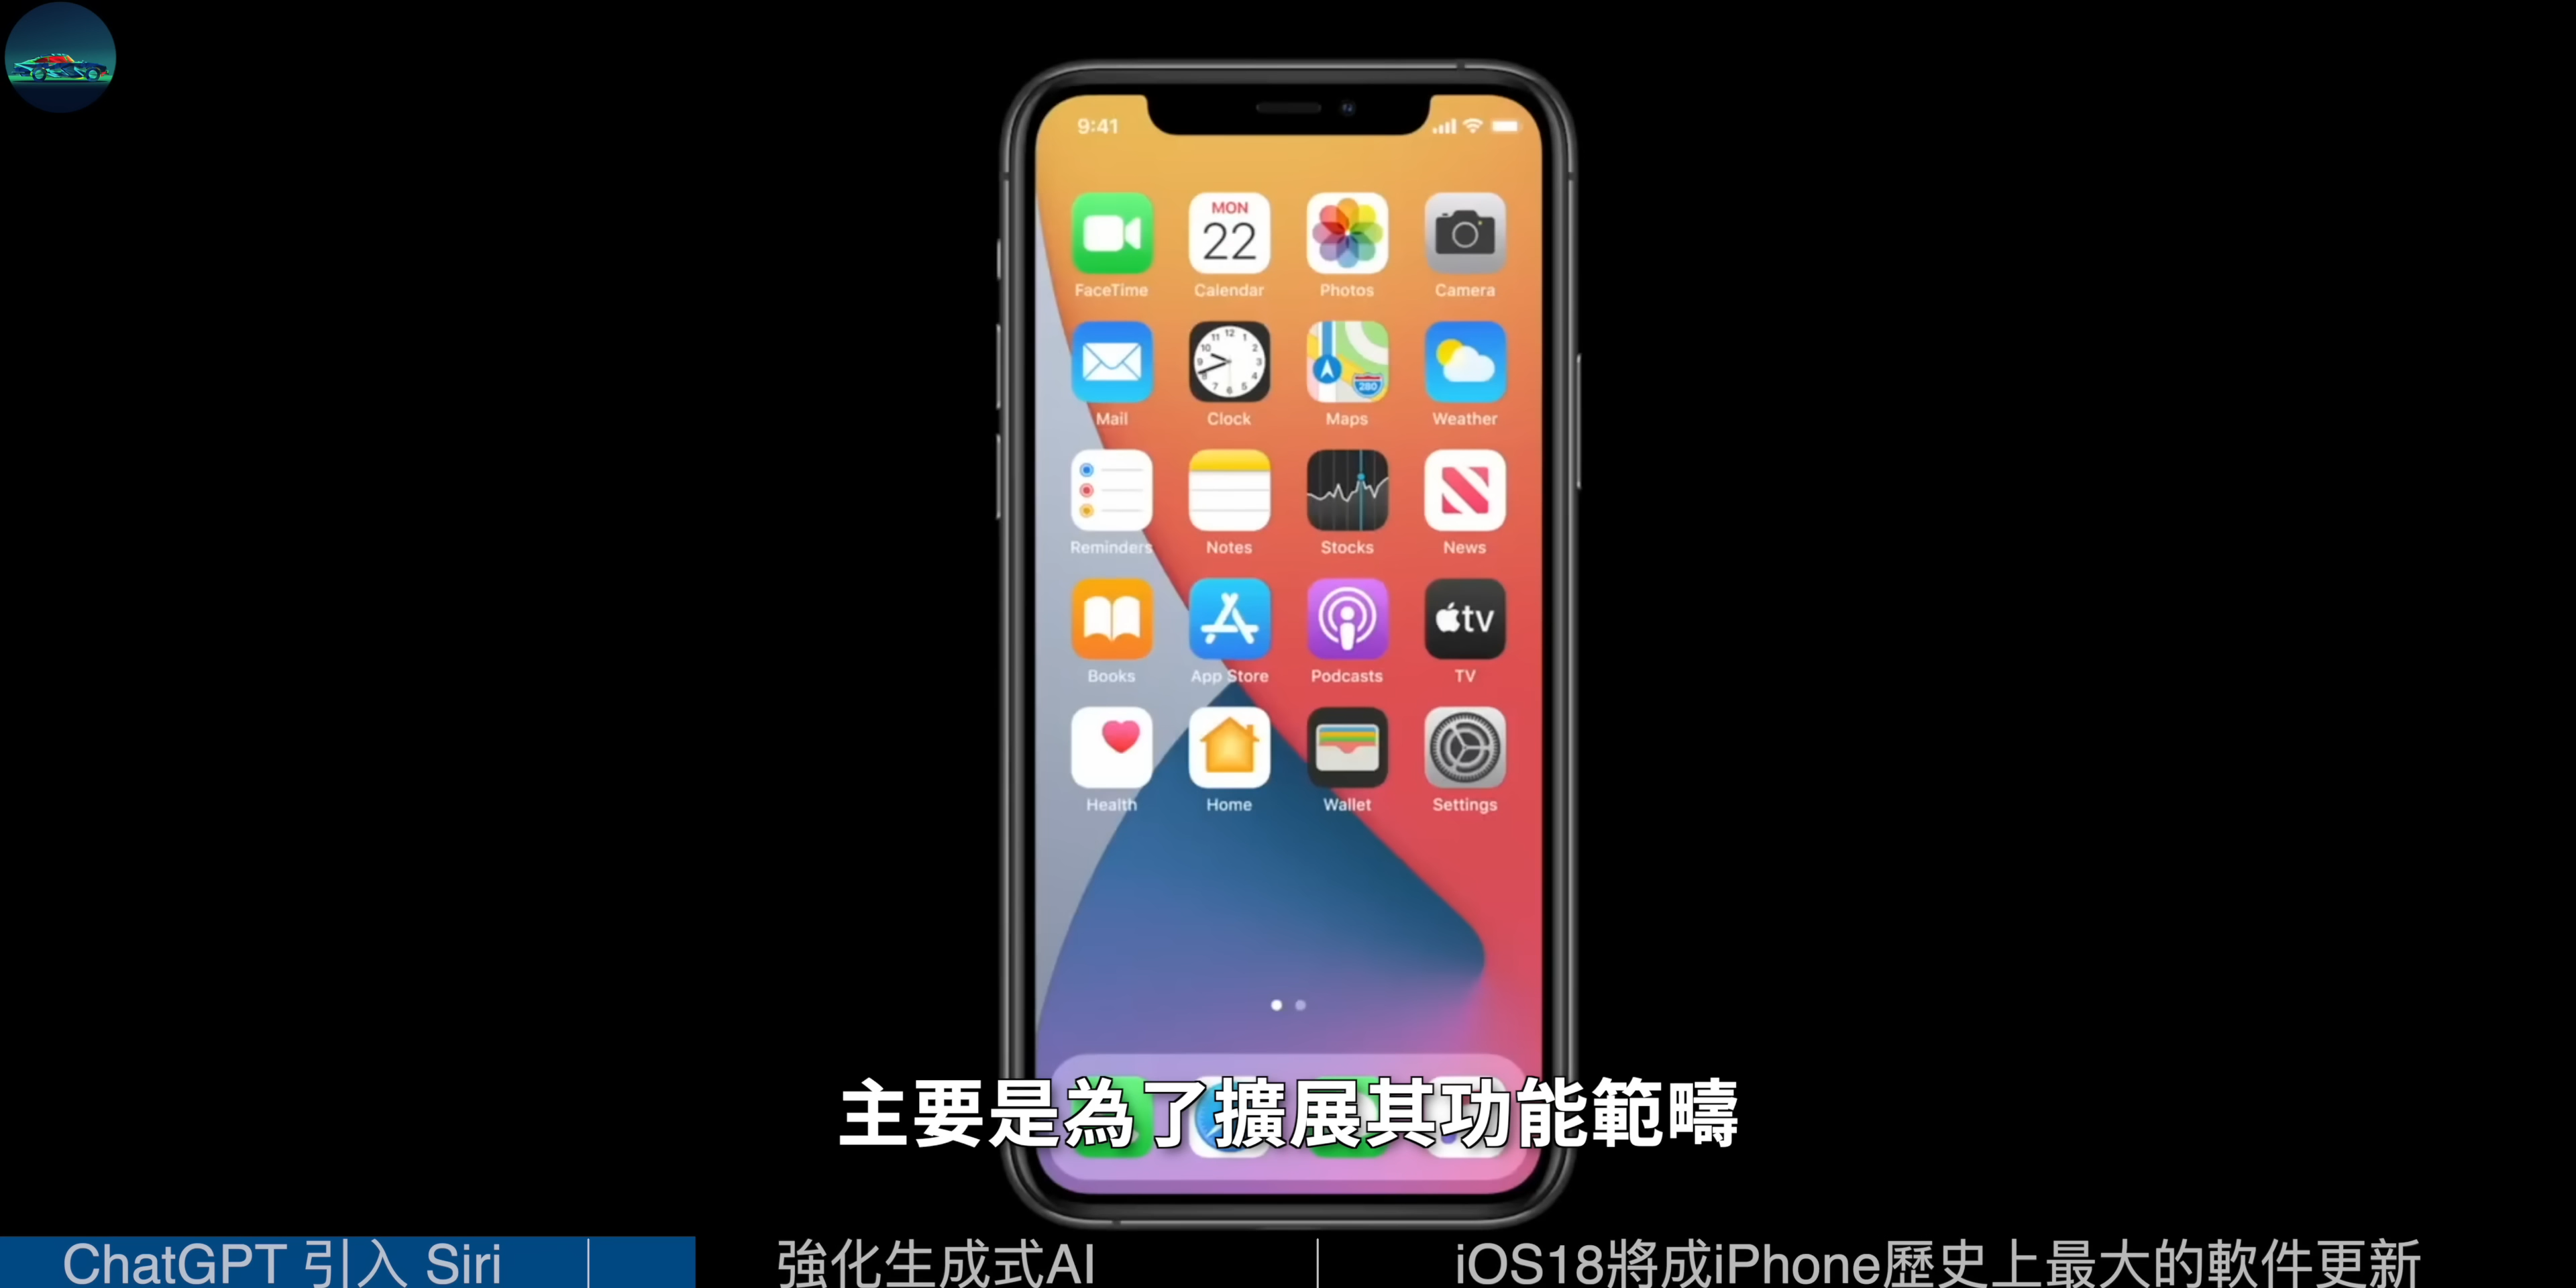 9:41
MON
22
FaceTime
Calendar
Photos
Camera
280
Mail
Clock
Maps
Weather
Reminders
Notes
Stocks
News
tv
Books
App Store
Podcasts
TV
Health
Home
Wallet
Settings
主要是為了擴展其功能範疇
ChatGPT 引入 Siri
強化生成式AI
iOS18將成iPhone歷史上最大的軟件更新